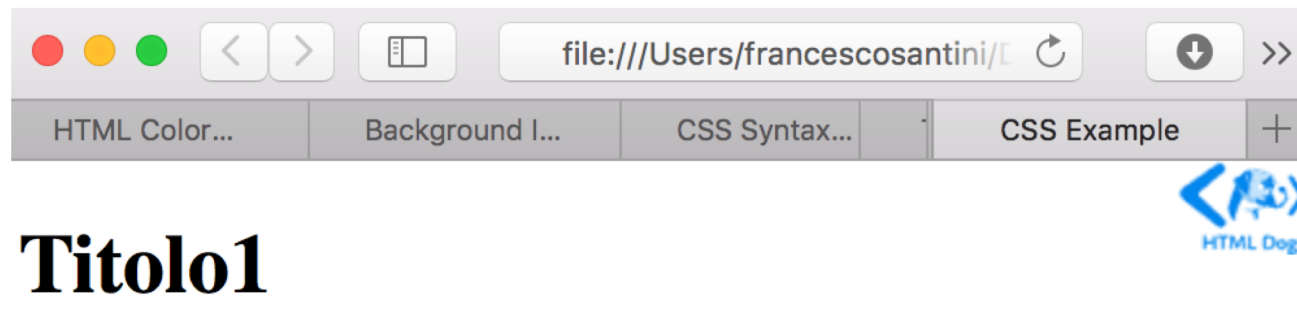 file:///Users/francescosantini/D
>>
HTML Color...
Background I...
CSS Syntax...
CSS Example
+
HTML Dog
Titolo1